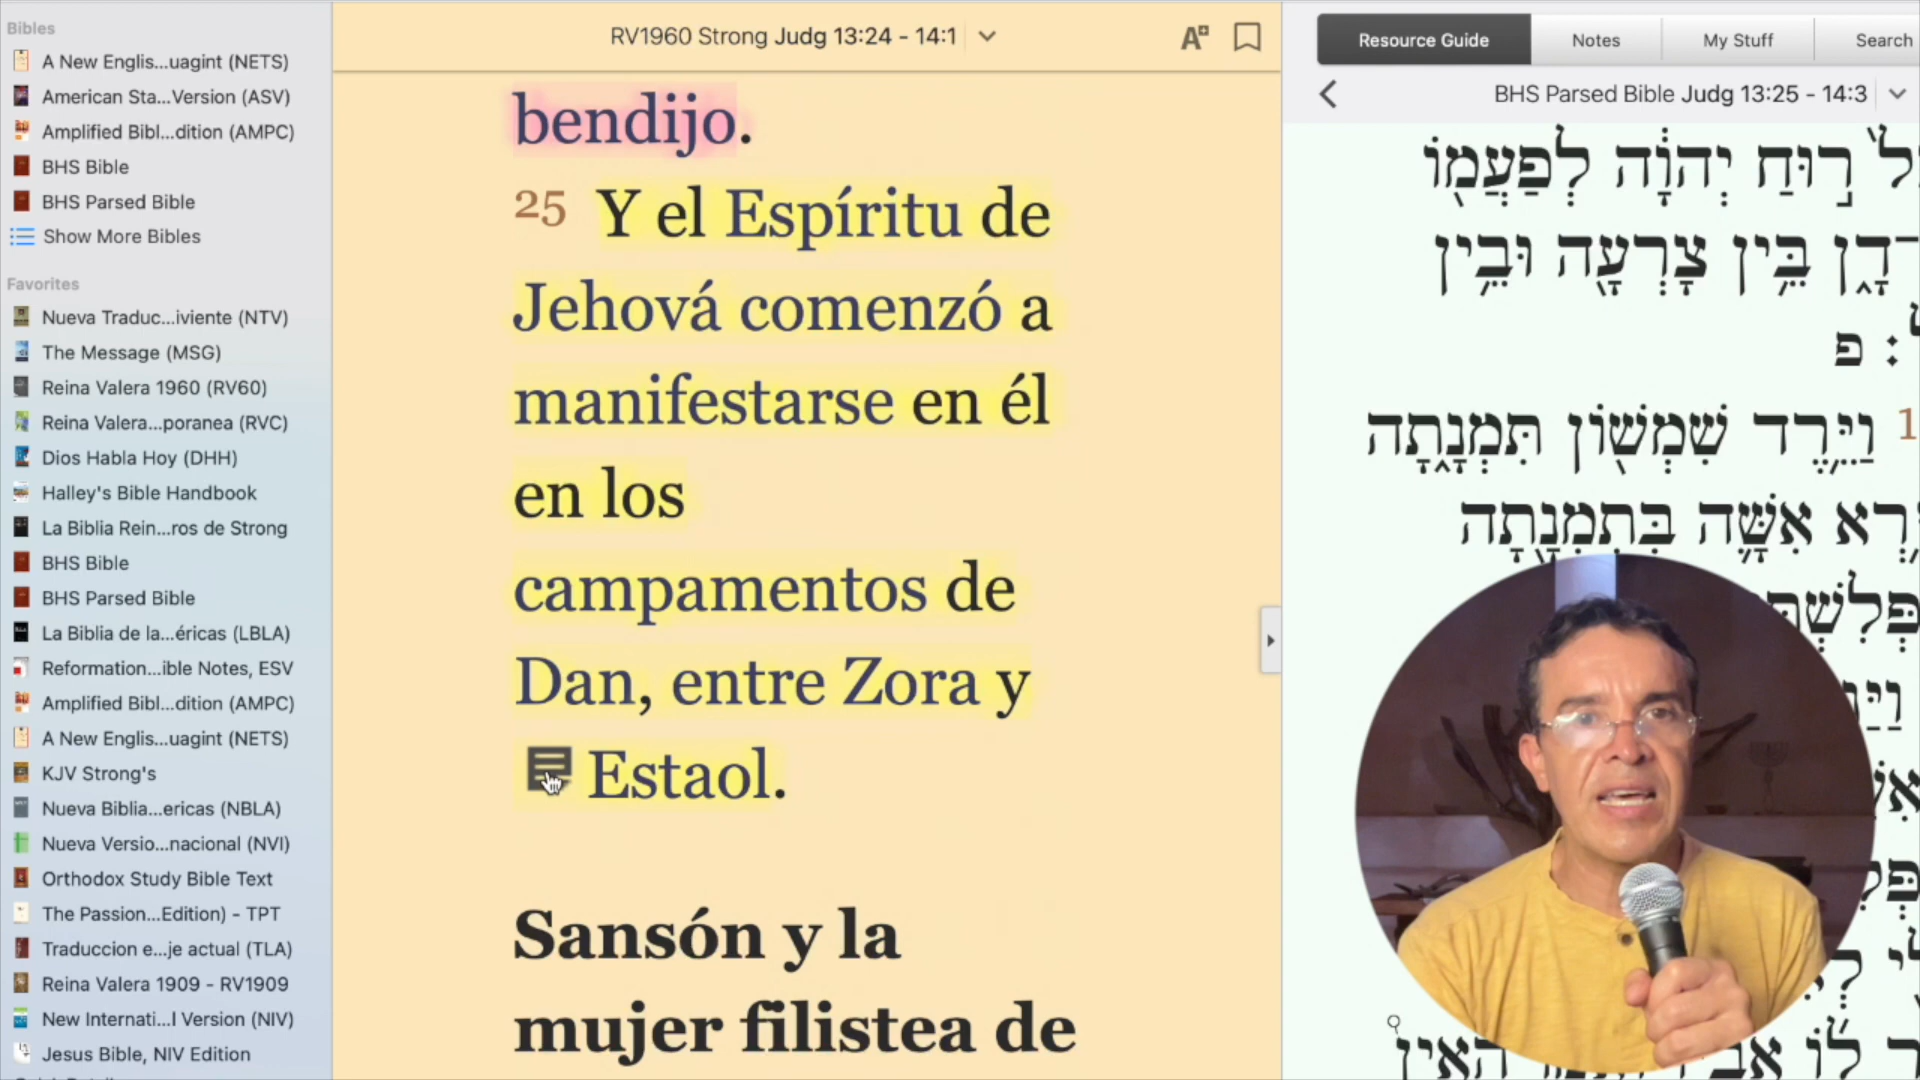 Bibles
A New Englis...uagint (NETS)
American Sta...Version (ASV)
Amplified Bibl...dition (AMPC)
BHS Bible
BHS Parsed Bible
Show More Bibles
Favorites
Nueva Traduc...iviente (NTV)
The Message (MSG)
Reina Valera 1960 (RV60)
Reina Valera...poranea (RVC)
Dios Habla Hoy (DHH)
Halley's Bible Handbook
La Biblia Rein...ros de Strong
BHS Bible
BHS Parsed Bible
La Biblia de la...éricas (LBLA)
Reformation...ible Notes, ESV
Amplified Bibl...dition (AMPC)
A New Englis...uagint (NETS)
KJV Strong's
Nueva Biblia...ericas (NBLA)
Nueva Versio...nacional (NVI)
Orthodox Study Bible Text
The Passion...Edition) - TPT
Traduccion e...je actual (TLA)
Reina Valera 1909 - RV1909
New Internati...l Version (NIV)
Jesus Bible, NIV Edition
RV1960 Strong Judg 13:24 - 14:1
bendijo.
25 Y el Espíritu de
Jehová comenzó a
manifestarse en él
en los
campamentos de
Dan, entre Zora y
Estaol.
Sansón y la
mujer filistea de
Resource Guide
Notes
My Stuff
Search
BHS Parsed Bible Judg 13:25 - 14:3
ר֣וּחַ יְהוָ֔ה לְפַעֲמ֖וֹ
־דָ֑ן בֵּ֥ין צָרְעָ֖ה וּבֵ֥ין
׃ פ
1 וַיֵּ֥רֶד שִׁמְשׁ֖וֹן תִּמְנָ֑תָה
אִשָּׁ֛ה בְּתִמְנָ֖תָה